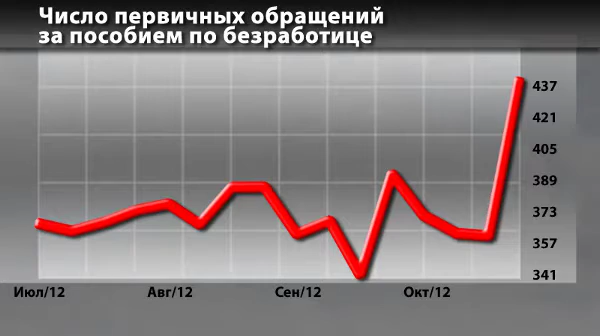 Число первичных обращений
за пособием по безработице
437
421
405
389
373
357
341
Июл/12 Авг/12 Сен/12 Окт/12